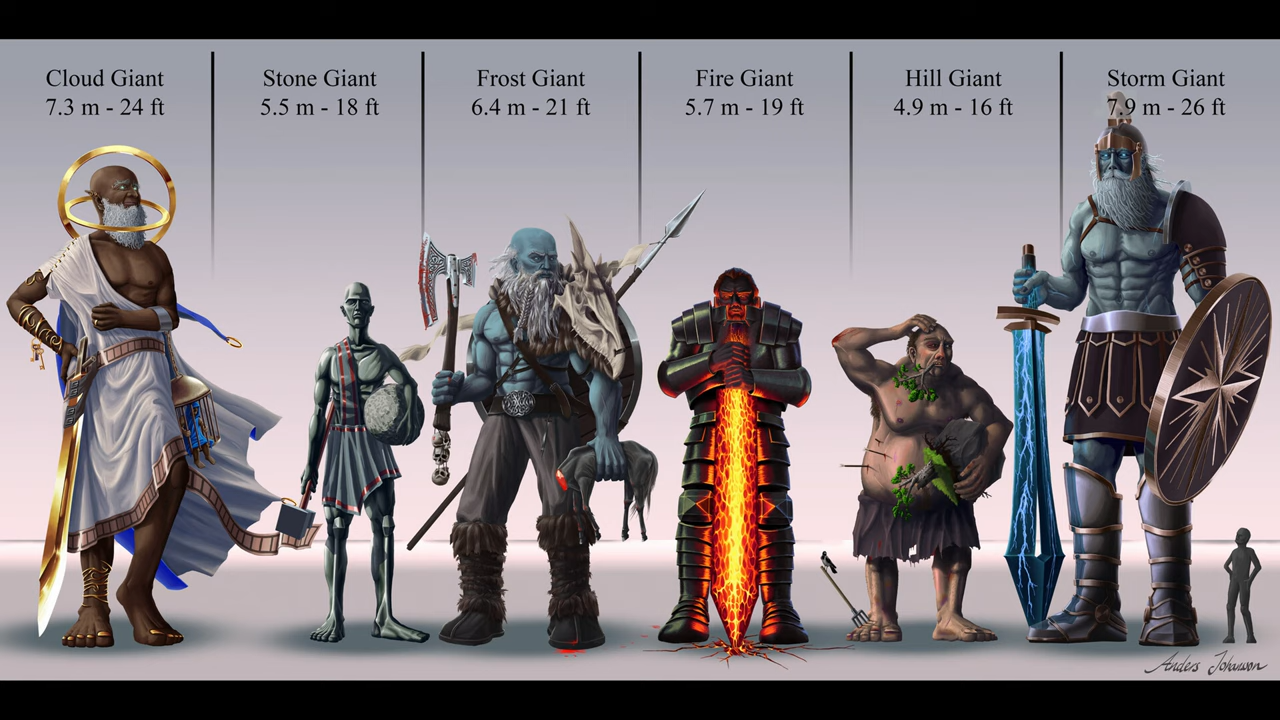 Cloud Giant
7.3 m - 24 ft
Stone Giant
5.5 m - 18 ft
Frost Giant
6.4 m - 21 ft
Fire Giant
5.7 m - 19 ft
Hill Giant
4.9 m - 16 ft
Storm Giant
7.9 m - 26 ft
Anders Johansson